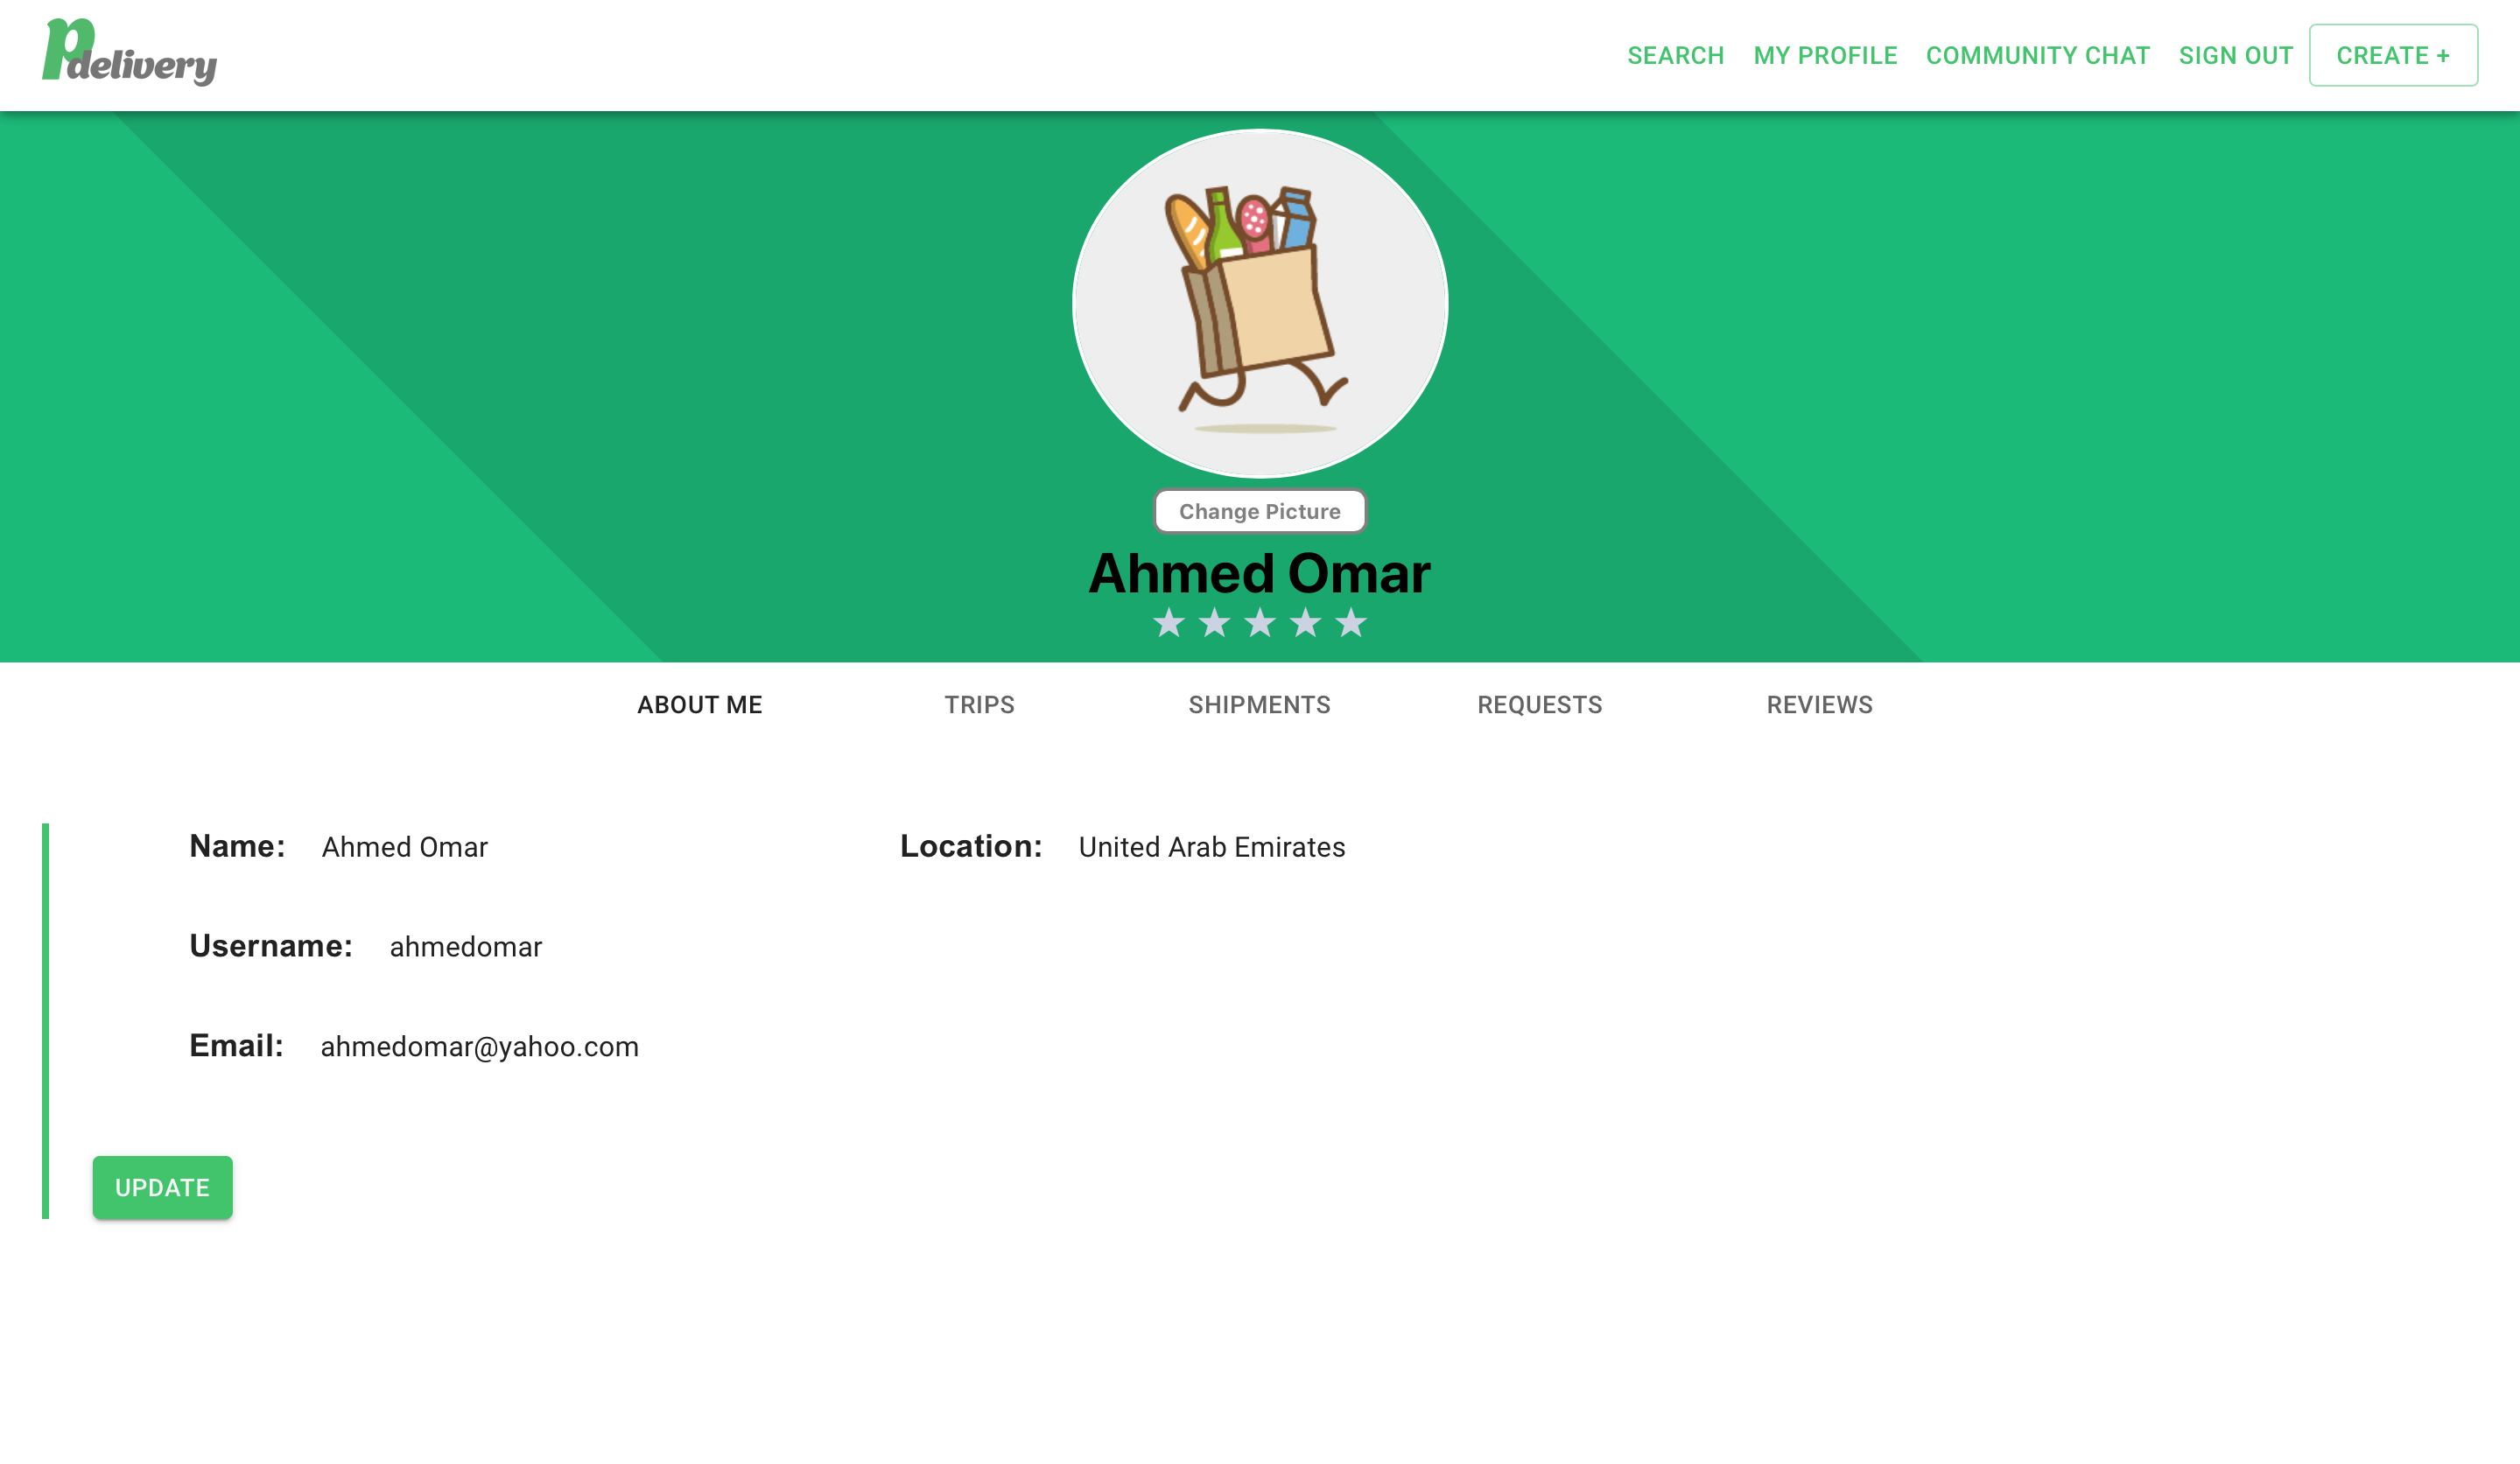 Pdelivery
SEARCH MY PROFILE COMMUNITY CHAT SIGN OUT CREATE +
Change Picture
Ahmed Omar
ABOUT ME TRIPS SHIPMENTS REQUESTS REVIEWS
Name: Ahmed Omar Location: United Arab Emirates
Username: ahmedomar
Email: ahmedomar@yahoo.com
UPDATE